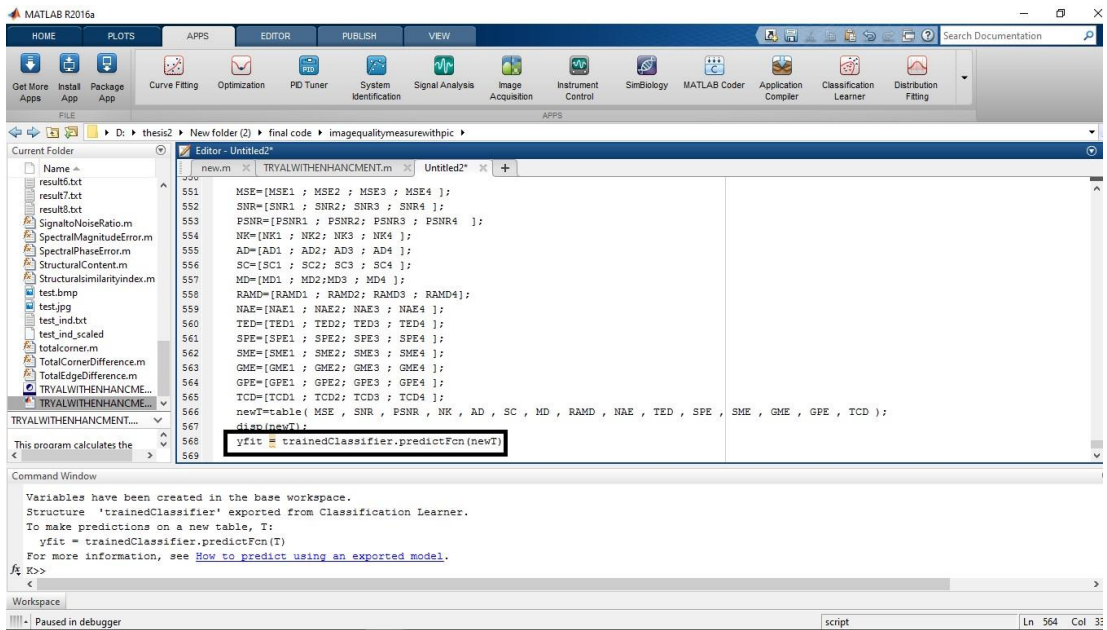 MATLAB R2016a
HOME PLOTS APPS EDITOR PUBLISH VIEW
Search Documentation
Get More Apps
Install App
Package App
Curve Fitting
Optimization
PID
PID Tuner
System Identification
Signal Analysis
Image Acquisition
Instrument Control
SimBiology
MATLAB Coder
Application Compiler
Classification Learner
Distribution Fitting
FILE
APPS
D: thesis2 New folder (2) final code imagequalitymeasurewithpic
Current Folder
Name
result6.txt
result7.txt
result8.txt
SignaltoNoiseRatio.m
SpectralMagnitudeError.m
SpectralPhaseError.m
StructuralContent.m
Structuralsimilarityindex.m
test.bmp
test.jpg
test_ind.txt
test_ind_scaled
totalcorner.m
TotalCornerDifference.m
TotalEdgeDifference.m
TRYALWITHENHANCME...
TRYALWITHENHANCME...
TRYALWITHENHANCMENT....
This program calculates the
Editor - Untitled2*
new.m TRYALWITHENHANCMENT.m Untitled2* +
550
551 MSE=[MSE1 ; MSE2 ; MSE3 ; MSE4 ];
552 SNR=[SNR1 ; SNR2; SNR3 ; SNR4 ];
553 PSNR=[PSNR1 ; PSNR2; PSNR3 ; PSNR4 ];
554 NK=[NK1 ; NK2; NK3 ; NK4 ];
555 AD=[AD1 ; AD2; AD3 ; AD4 ];
556 SC=[SC1 ; SC2; SC3 ; SC4 ];
557 MD=[MD1 ; MD2;MD3 ; MD4 ];
558 RAMD=[RAMD1 ; RAMD2; RAMD3 ; RAMD4];
559 NAE=[NAE1 ; NAE2; NAE3 ; NAE4 ];
560 TED=[TED1 ; TED2; TED3 ; TED4 ];
561 SPE=[SPE1 ; SPE2; SPE3 ; SPE4 ];
562 SME=[SME1 ; SME2; SME3 ; SME4 ];
563 GME=[GME1 ; GME2; GME3 ; GME4 ];
564 GPE=[GPE1 ; GPE2; GPE3 ; GPE4 ];
565 TCD=[TCD1 ; TCD2; TCD3 ; TCD4 ];
566 newT=table( MSE , SNR , PSNR , NK , AD , SC , MD , RAMD , NAE , TED , SPE , SME , GME , GPE , TCD );
567 disp(newT);
568 yfit = trainedClassifier.predictFcn(newT)
569
Command Window
Variables have been created in the base workspace.
Structure 'trainedClassifier' exported from Classification Learner.
To make predictions on a new table, T:
yfit = trainedClassifier.predictFcn(T)
For more information, see How to predict using an exported model.
fx K>>
Workspace
Paused in debugger
script
Ln 564 Col 33